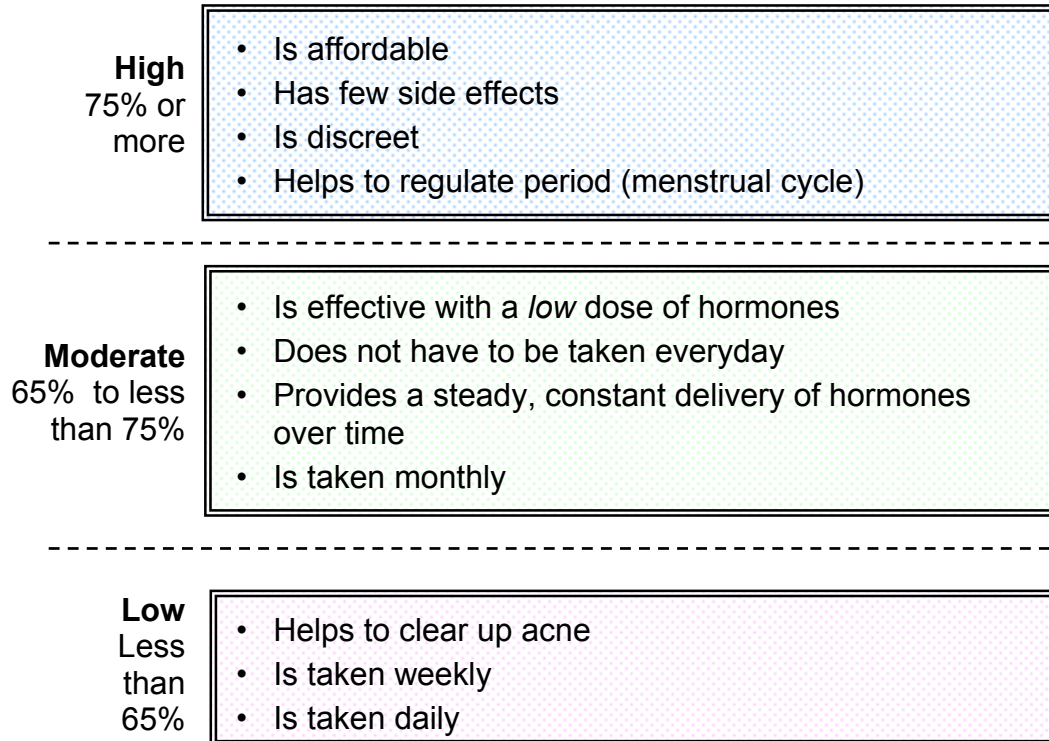 High
75% or
more
• Is affordable
• Has few side effects
• Is discreet
• Helps to regulate period (menstrual cycle)
Moderate
65% to less
than 75%
• Is effective with a low dose of hormones
• Does not have to be taken everyday
• Provides a steady, constant delivery of hormones
over time
• Is taken monthly
Low
Less
than
65%
• Helps to clear up acne
• Is taken weekly
• Is taken daily